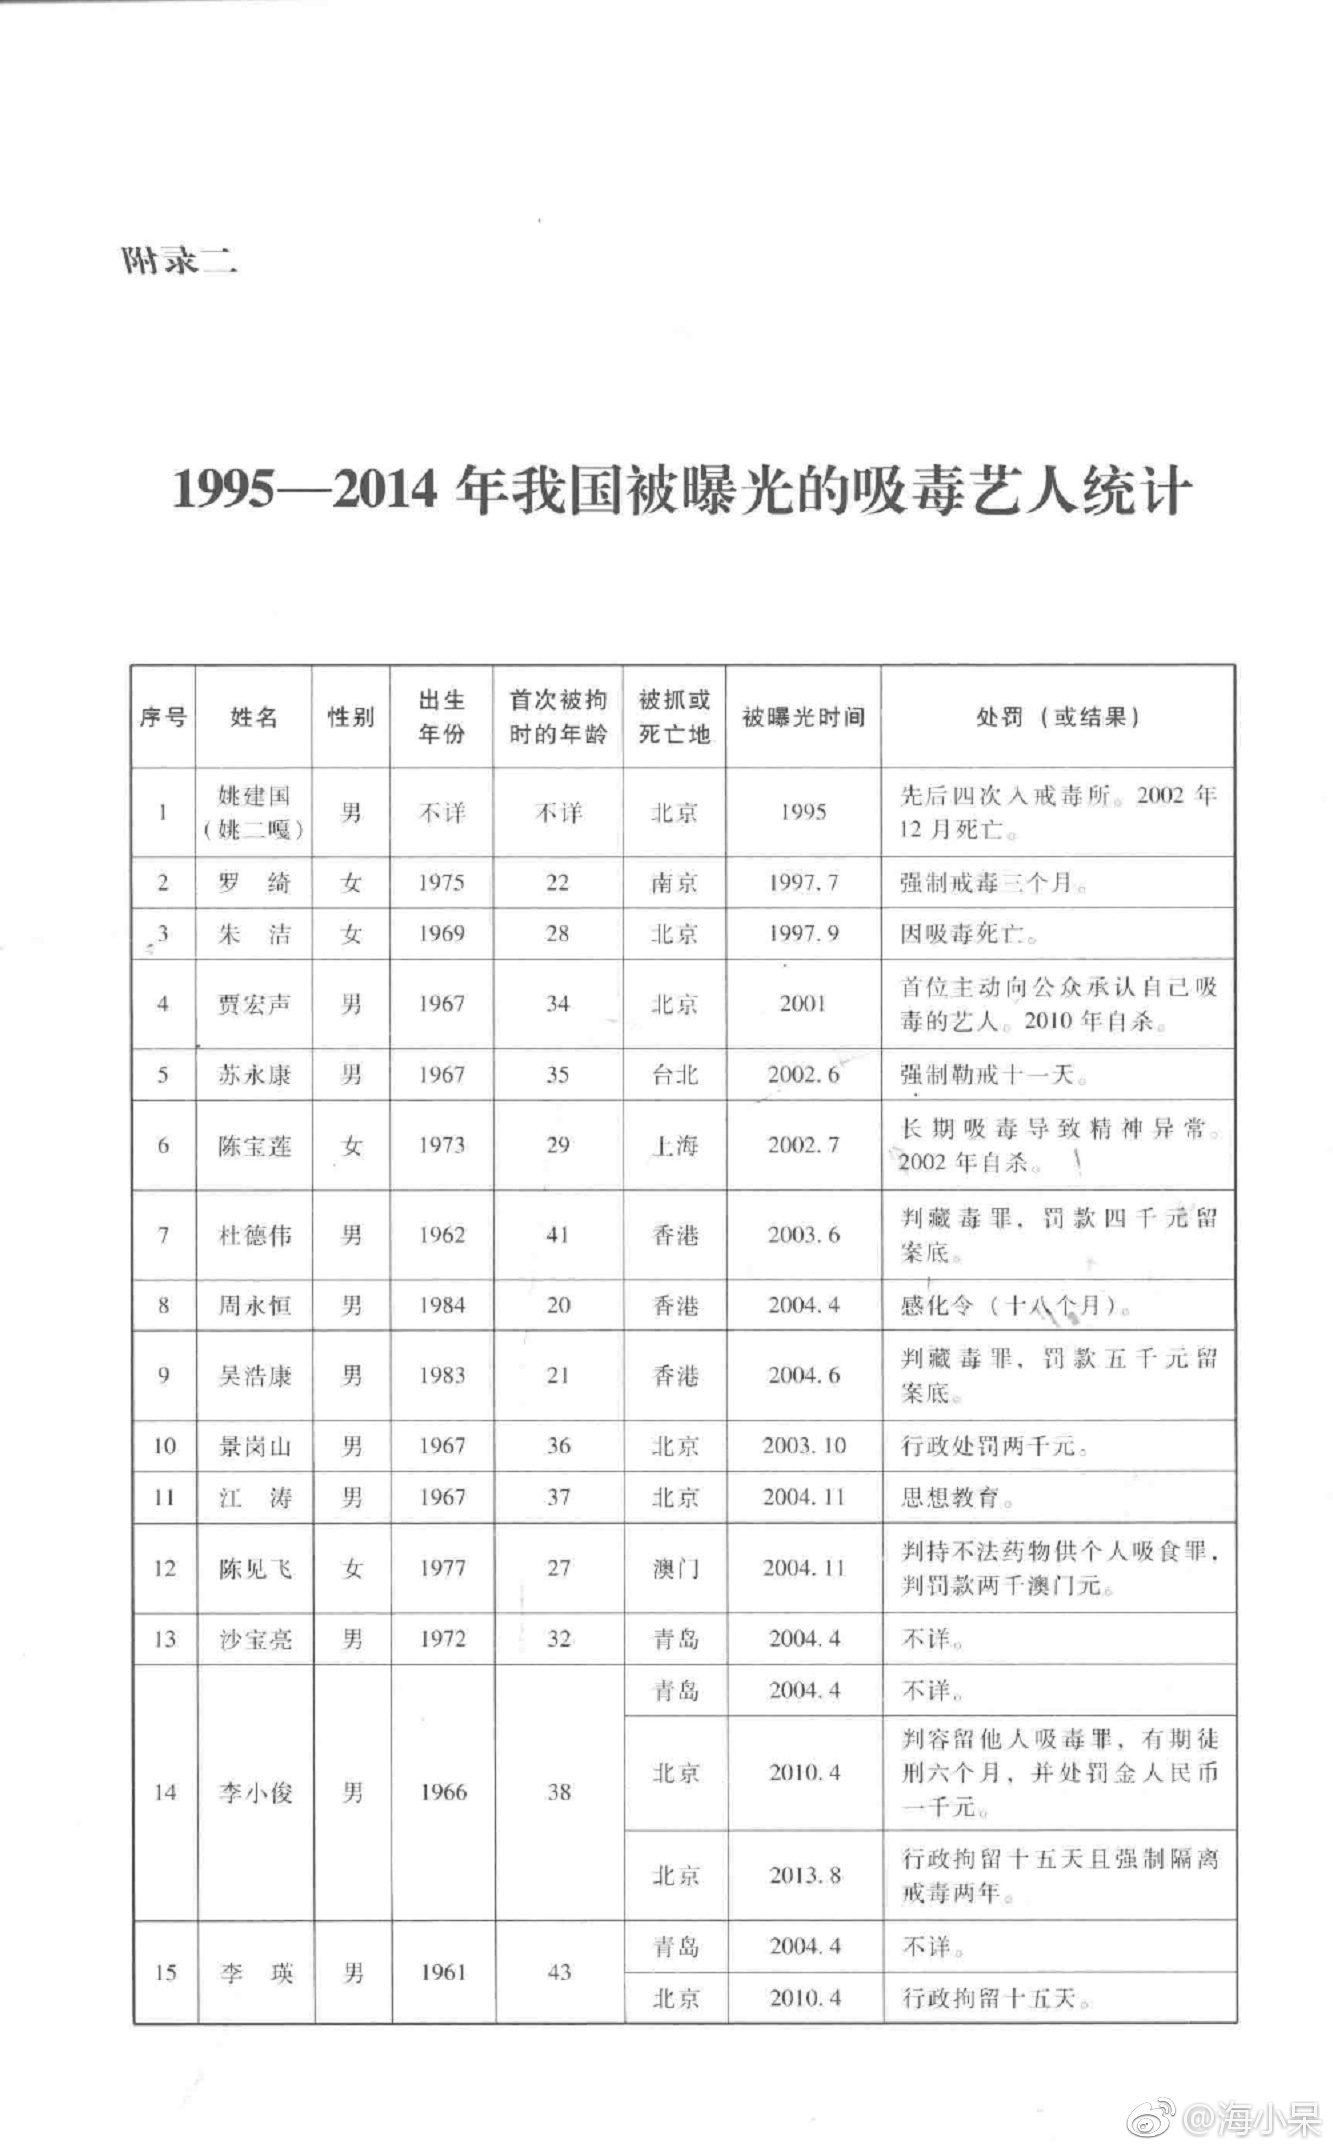 附录二
1995—2014 年我国被曝光的吸毒艺人统计
序号 姓名 性别 出生年份 首次被拘时的年龄 被抓或死亡地 被曝光时间 处罚（或结果）
1 姚建国（姚二嘎） 男 不详 不详 北京 1995 先后四次入戒毒所。2002 年 12 月死亡。
2 罗 绮 女 1975 22 南京 1997.7 强制戒毒三个月。
3 朱 洁 女 1969 28 北京 1997.9 因吸毒死亡。
4 贾宏声 男 1967 34 北京 2001 首位主动向公众承认自己吸毒的艺人。2010 年自杀。
5 苏永康 男 1967 35 台北 2002.6 强制勒戒十一天。
6 陈宝莲 女 1973 29 上海 2002.7 长期吸毒导致精神异常。2002 年自杀。
7 杜德伟 男 1962 41 香港 2003.6 判藏毒罪，罚款四千元留案底。
8 周永恒 男 1984 20 香港 2004.4 感化令（十八个月）。
9 吴浩康 男 1983 21 香港 2004.6 判藏毒罪，罚款五千元留案底。
10 景岗山 男 1967 36 北京 2003.10 行政处罚两千元。
11 江 涛 男 1967 37 北京 2004.11 思想教育。
12 陈见飞 女 1977 27 澳门 2004.11 判持不法药物供个人吸食罪，判罚款两千澳门元。
13 沙宝亮 男 1972 32 青岛 2004.4 不详。
14 李小俊 男 1966 38 青岛 2004.4 不详。
北京 2010.4 判容留他人吸毒罪，有期徒刑六个月，并处罚金人民币一千元。
北京 2013.8 行政拘留十五天且强制隔离戒毒两年。
15 李 瑛 男 1961 43 青岛 2004.4 不详。
北京 2010.4 行政拘留十五天。
@海小呆